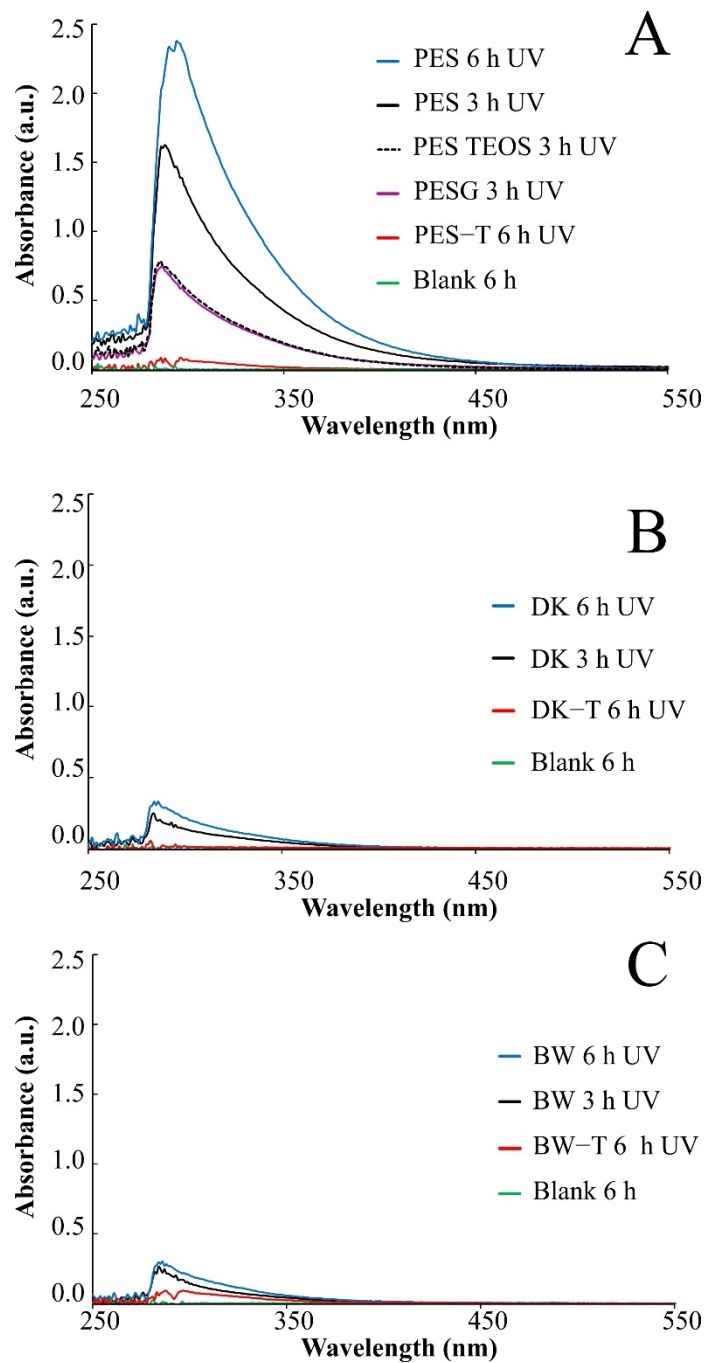 A
2.5
2.0
1.5
1.0
0.5
0.0
Absorbance (a.u.)
PES 6 h UV
PES 3 h UV
PES TEOS 3 h UV
PESG 3 h UV
PES−T 6 h UV
Blank 6 h
250 350 450 550
Wavelength (nm)
B
2.5
2.0
1.5
1.0
0.5
0.0
Absorbance (a.u.)
DK 6 h UV
DK 3 h UV
DK−T 6 h UV
Blank 6 h
250 350 450 550
Wavelength (nm)
C
2.5
2.0
1.5
1.0
0.5
0.0
Absorbance (a.u.)
BW 6 h UV
BW 3 h UV
BW−T 6 h UV
Blank 6 h
250 350 450 550
Wavelength (nm)